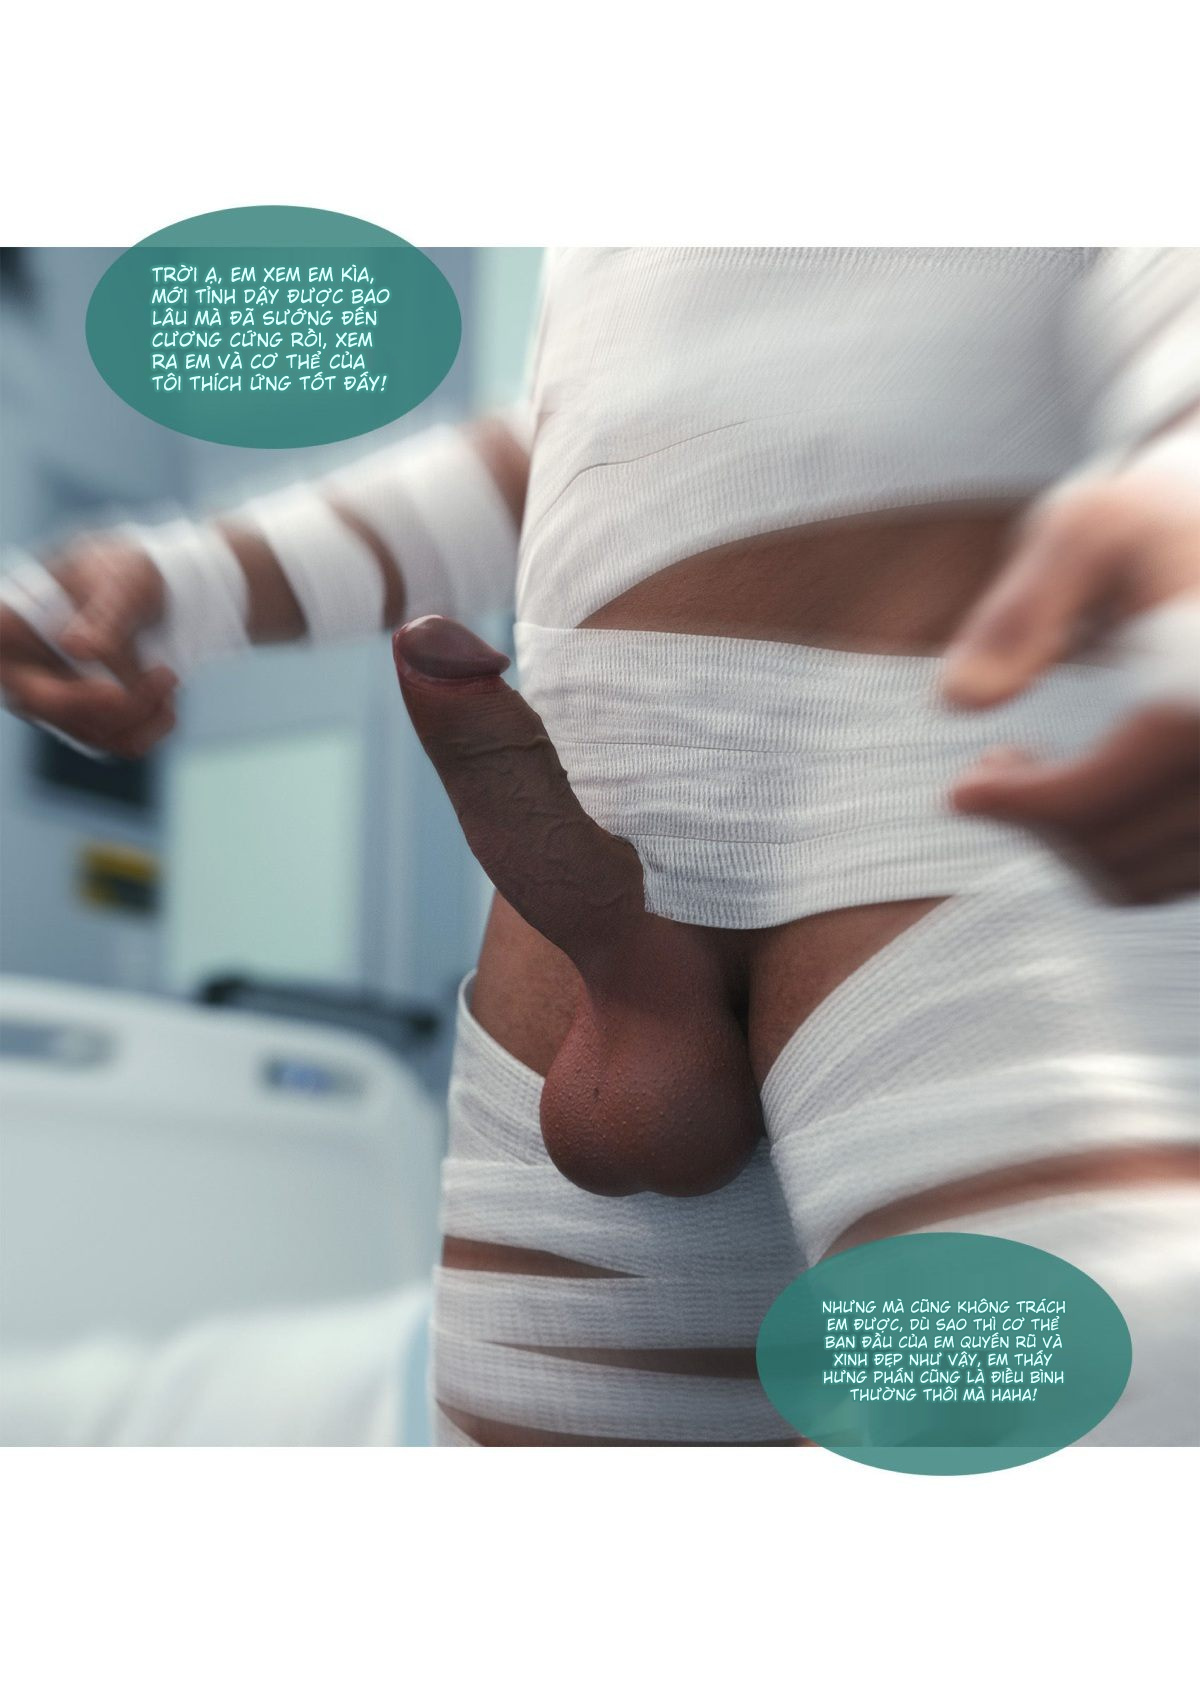 TRỜI Ạ, EM XEM EM KÌA,
MỚI TỈNH DẬY ĐƯỢC BAO
LÂU MÀ ĐÃ SƯỚNG ĐẾN
CƯƠNG CỨNG RỒI, XEM
RA EM VÀ CƠ THỂ CỦA
TÔI THÍCH ỨNG TỐT ĐẤY!
NHƯNG MÀ CŨNG KHÔNG TRÁCH
EM ĐƯỢC, DÙ SAO THÌ CƠ THỂ
BAN ĐẦU CỦA EM QUYẾN RŨ VÀ
XINH ĐẸP NHƯ VẬY, EM THẤY
HƯNG PHẤN CŨNG LÀ ĐIỀU BÌNH
THƯỜNG THÔI MÀ HAHA!